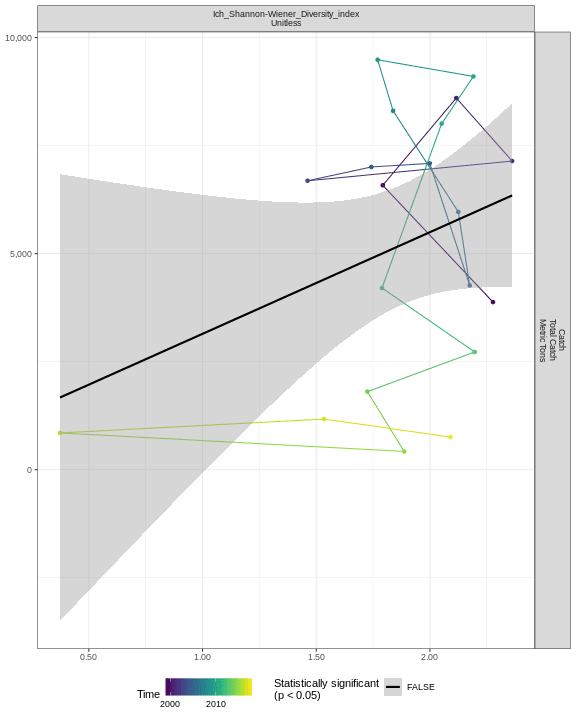 Ich_Shannon-Wiener_Diversity_index
Unitless
10,000
5,000
0
Catch
Total Catch
Metric Tons
0.50
1.00
1.50
2.00
Time
2000
2010
Statistically significant
(p < 0.05)
FALSE